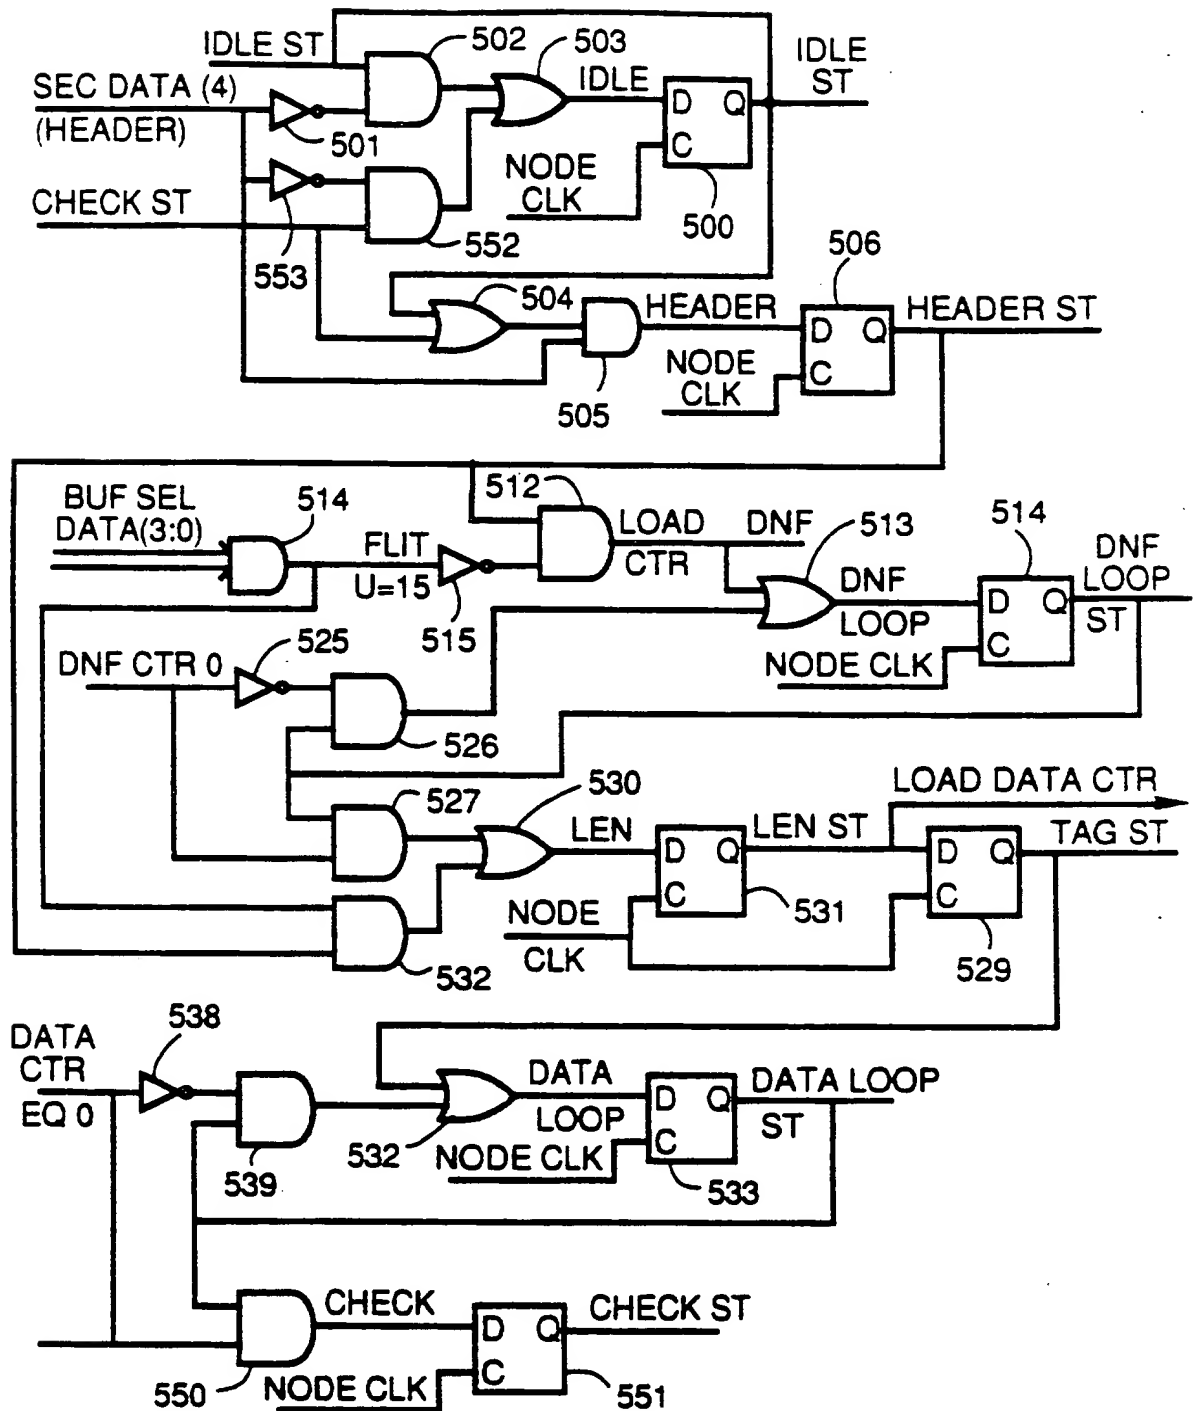 502
503
IDLE ST
IDLE
IDLE
ST
SEC DATA (4)
(HEADER)
501
D Q
C
NODE
CLK
500
CHECK ST
552
553
506
504
HEADER
HEADER ST
D Q
C
NODE
CLK
505
BUF SEL
DATA(3:0)
514
512
LOAD DNF
CTR
513
514
DNF
LOOP
ST
FLIT
U=15
515
DNF
LOOP
D Q
C
NODE CLK
525
DNF CTR 0
526
527
530
LEN
LEN ST
LOAD DATA CTR
TAG ST
D Q
C
D Q
C
531
NODE
CLK
529
532
538
DATA
CTR
EQ 0
DATA
LOOP
DATA LOOP
ST
D Q
C
532
NODE CLK
539
533
CHECK
CHECK ST
D Q
C
550
NODE CLK
551